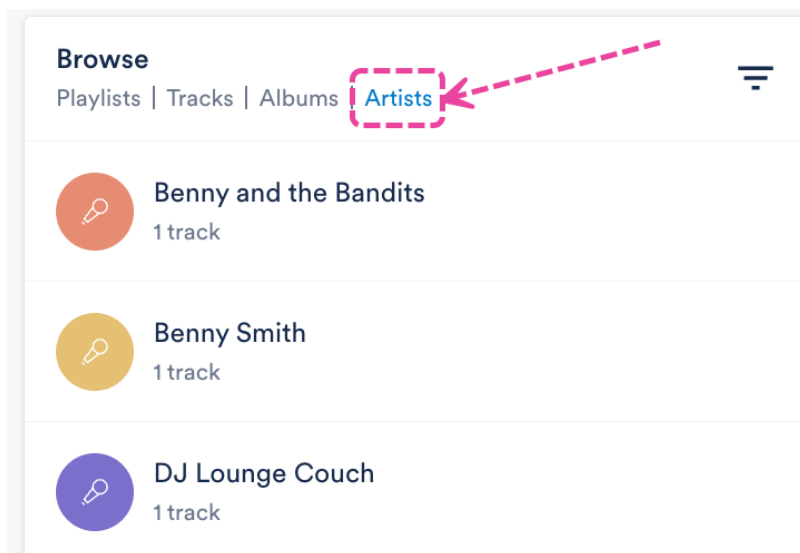 Browse
Playlists | Tracks | Albums | Artists
Benny and the Bandits
1 track
Benny Smith
1 track
DJ Lounge Couch
1 track